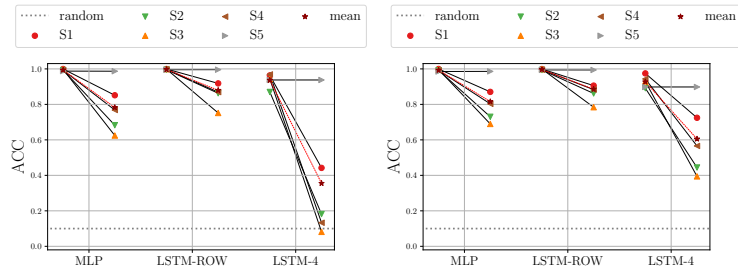 random S2 S4 mean
S1 S3 S5
ACC
1.0
0.8
0.6
0.4
0.2
0.0
MLP LSTM-ROW LSTM-4
random S2 S4 mean
S1 S3 S5
ACC
1.0
0.8
0.6
0.4
0.2
0.0
MLP LSTM-ROW LSTM-4